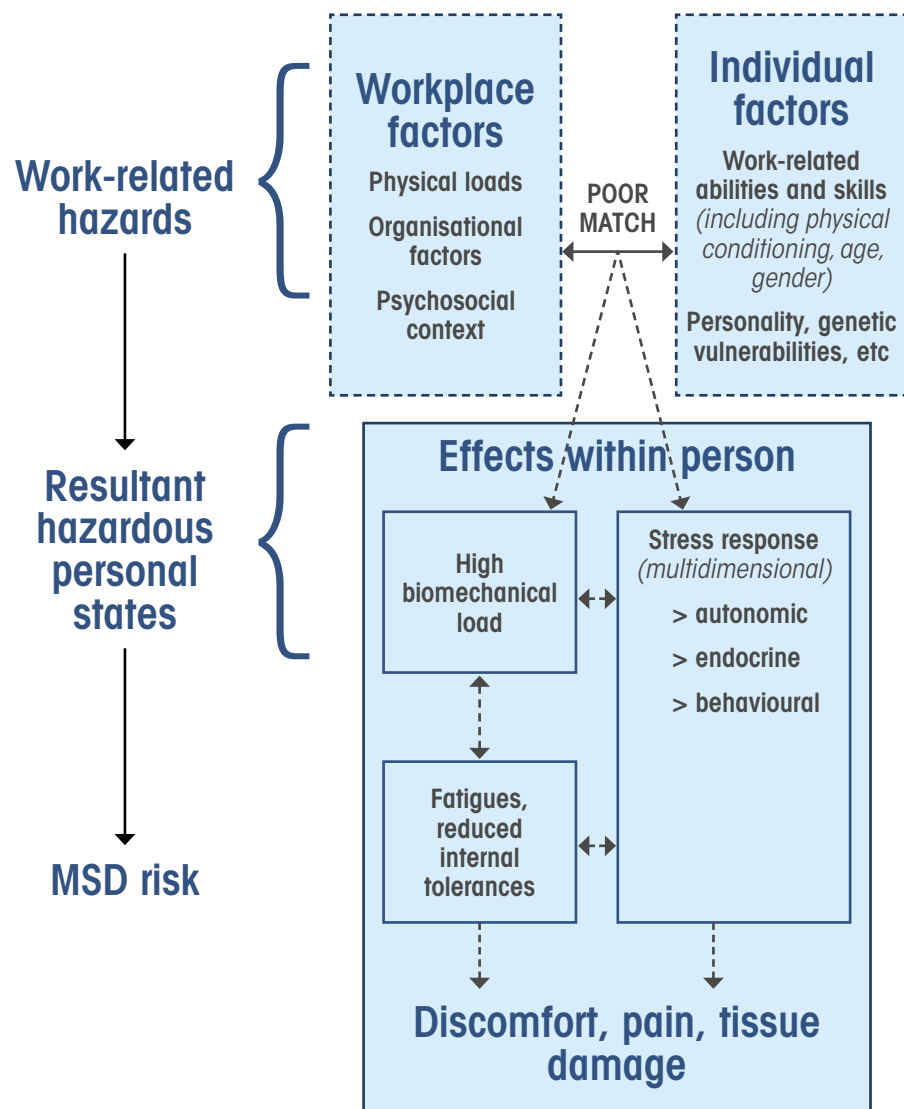 Work-related
hazards
Workplace
factors
Physical loads
Organisational
factors
Psychosocial
context
POOR
MATCH
Individual
factors
Work-related
abilities and skills
(including physical
conditioning, age,
gender)
Personality, genetic
vulnerabilities, etc
Resultant
hazardous
personal
states
Effects within person
High
biomechanical
load
Stress response
(multidimensional)
> autonomic
> endocrine
> behavioural
Fatigues,
reduced
internal
tolerances
MSD risk
Discomfort, pain, tissue
damage